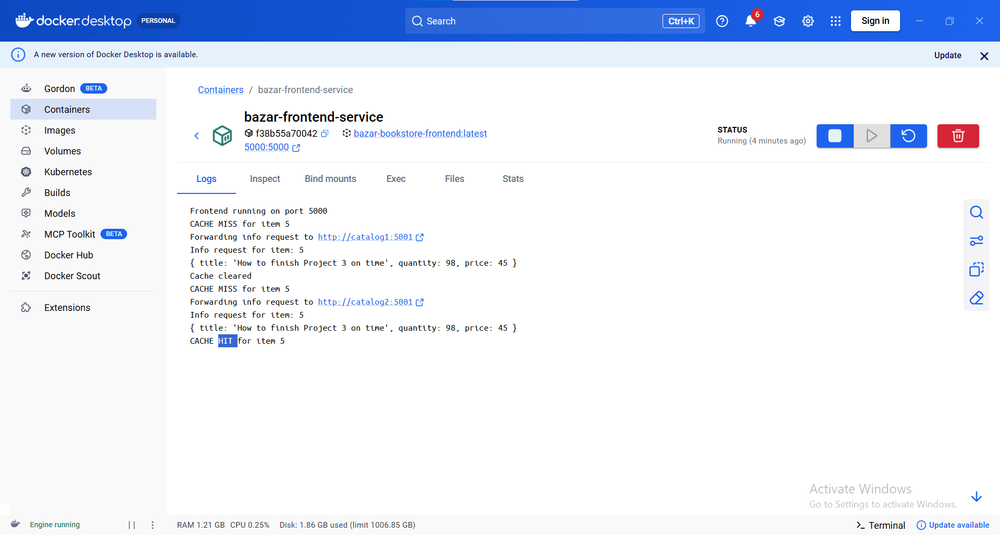 docker.desktop PERSONAL
Search Ctrl+K
6
Sign in
A new version of Docker Desktop is available.
Update
Gordon BETA
Containers
Images
Volumes
Kubernetes
Builds
Models
MCP Toolkit BETA
Docker Hub
Docker Scout
Extensions
Containers / bazar-frontend-service
bazar-frontend-service
f38b55a70042 bazar-bookstore-frontend:latest
5000:5000
STATUS
Running (4 minutes ago)
Logs Inspect Bind mounts Exec Files Stats
Frontend running on port 5000
CACHE MISS for item 5
Forwarding info request to http://catalog1:5001
Info request for item: 5
{ title: 'How to finish Project 3 on time', quantity: 98, price: 45 }
Cache cleared
CACHE MISS for item 5
Forwarding info request to http://catalog2:5001
Info request for item: 5
{ title: 'How to finish Project 3 on time', quantity: 98, price: 45 }
CACHE HIT for item 5
Activate Windows
Go to Settings to activate Windows.
Engine running
RAM 1.21 GB CPU 0.25% Disk: 1.86 GB used (limit 1006.85 GB)
Terminal
Update available